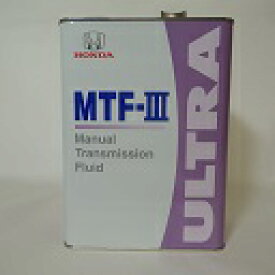 HONDA
MTF-III
Manual
Transmission
Fluid
ULTRA